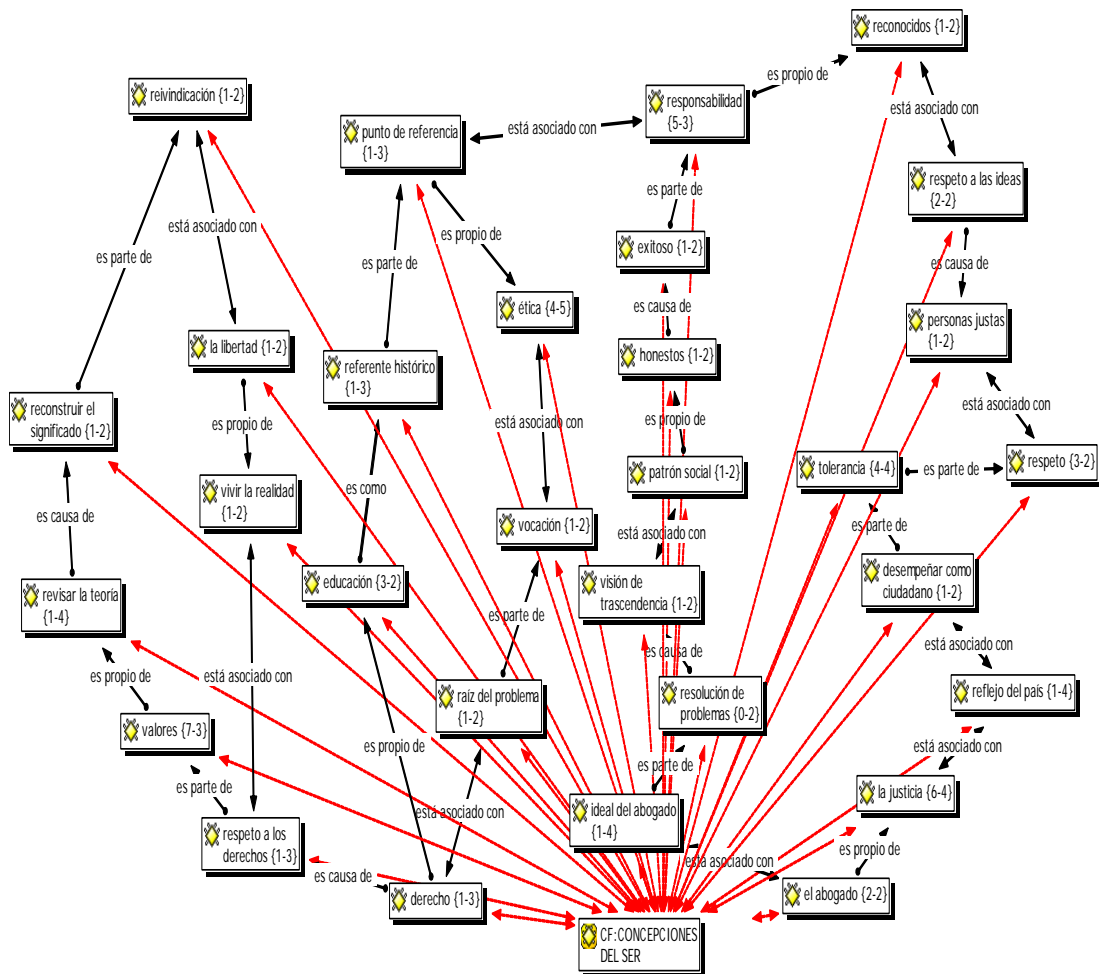 reconocidos {1-2}
es propio de
reivindicación {1-2}
responsabilidad
{5-3}
está asociado con
punto de referencia
{1-3}
está asociado con
respeto a las ideas
{2-2}
es parte de
está asociado con
es propio de
exitoso {1-2}
es parte de
es parte de
es causa de
ética {4-5}
es causa de
personas justas
{1-2}
la libertad {1-2}
referente histórico
{1-3}
honestos {1-2}
reconstruir el
significado {1-2}
está asociado con
está asociado con
es propio de
es propio de
tolerancia {4-4}
es parte de
respeto {3-2}
patrón social {1-2}
vivir la realidad
{1-2}
es como
es causa de
vocación {1-2}
está asociado con
es parte de
revisar la teoría
{1-4}
educación {3-2}
visión de
trascendencia {1-2}
desempeñar como
ciudadano {1-2}
es parte de
es causa de
está asociado con
es propio de
está asociado con
raíz del problema
{1-2}
resolución de
problemas {0-2}
reflejo del país {1-4}
valores {7-3}
es propio de
está asociado con
es parte de
es parte de
la justicia {6-4}
respeto a los
derechos {1-3}
está asociado con
ideal del abogado
{1-4}
es propio de
es causa de
está asociado con
derecho {1-3}
el abogado {2-2}
CF:CONCEPCIONES
DEL SER